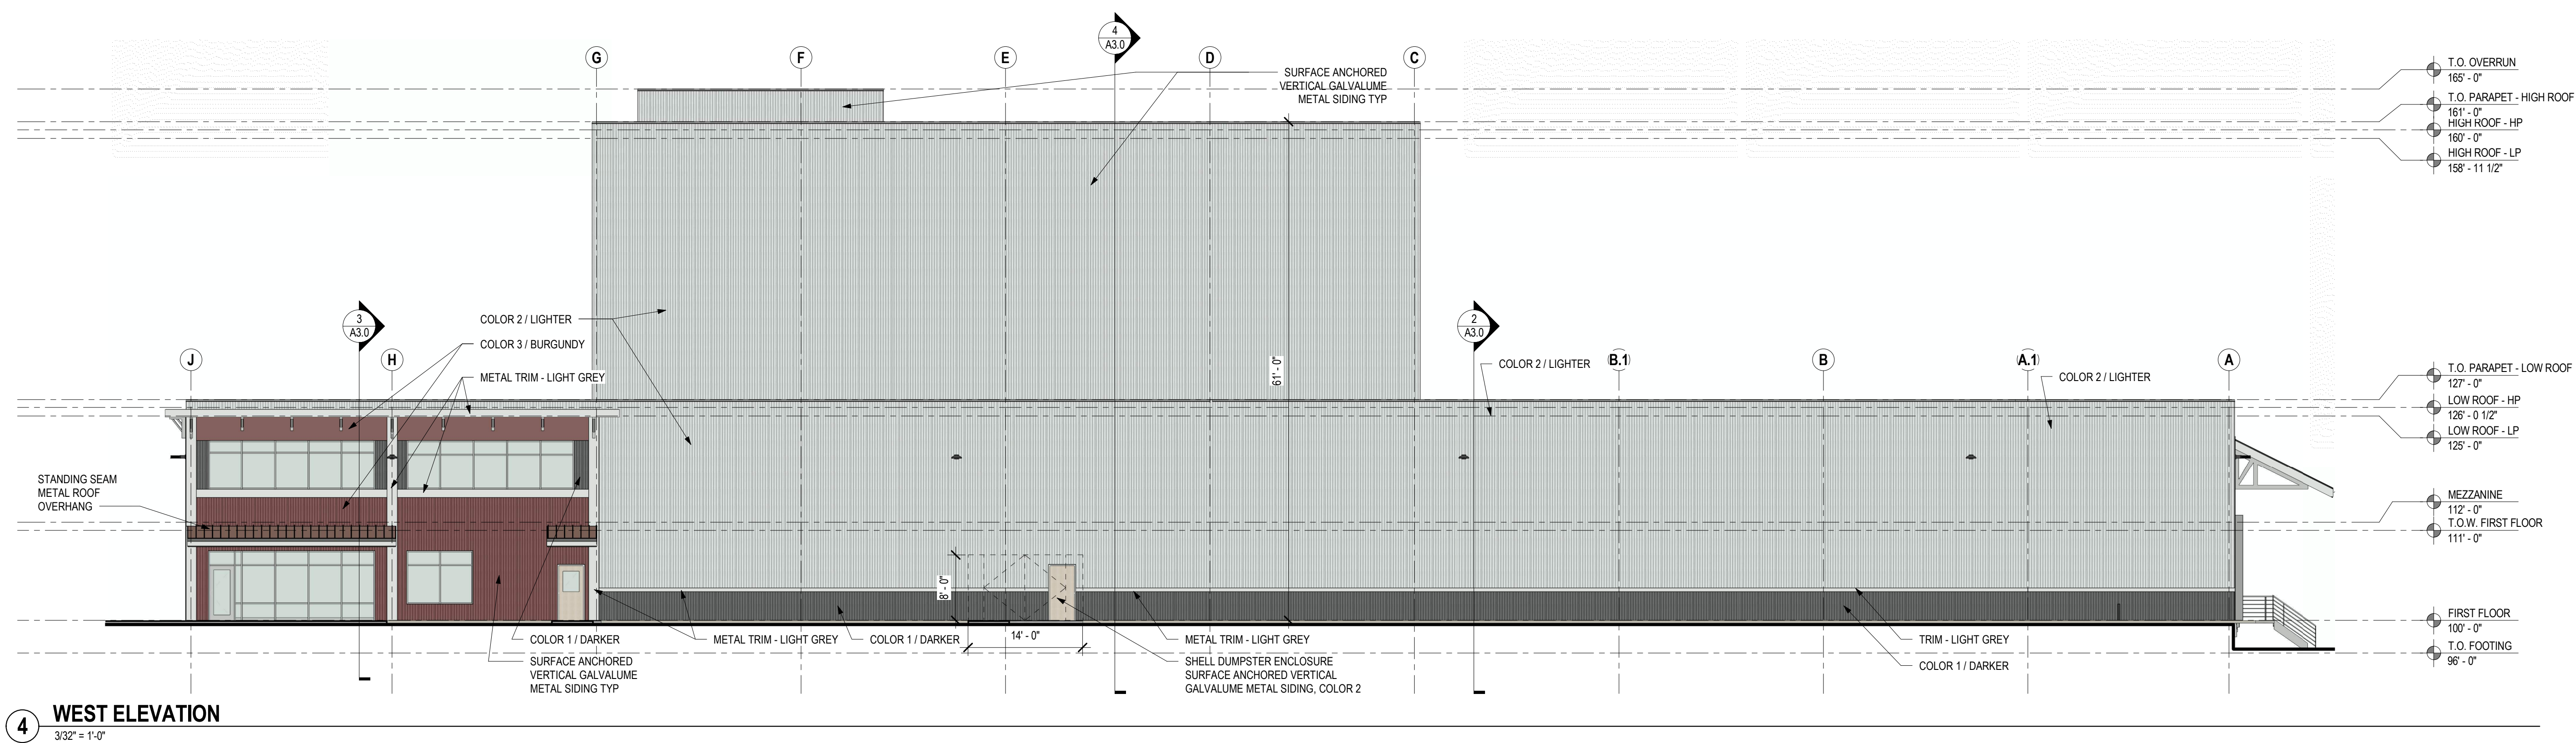 4
A3.0
G
F
E
D
C
SURFACE ANCHORED
VERTICAL GALVALUME
METAL SIDING TYP
T.O. OVERRUN
165' - 0"
T.O. PARAPET - HIGH ROOF
161' - 0"
HIGH ROOF - HP
160' - 0"
HIGH ROOF - LP
158' - 11 1/2"
3
A3.0
COLOR 2 / LIGHTER
COLOR 3 / BURGUNDY
METAL TRIM - LIGHT GREY
J
H
2
A3.0
61' - 0"
COLOR 2 / LIGHTER
B.1
B
A.1
A
COLOR 2 / LIGHTER
T.O. PARAPET - LOW ROOF
127' - 0"
LOW ROOF - HP
126' - 0 1/2"
LOW ROOF - LP
125' - 0"
STANDING SEAM
METAL ROOF
OVERHANG
MEZZANINE
112' - 0"
T.O.W. FIRST FLOOR
111' - 0"
8' - 0"
14' - 0"
FIRST FLOOR
100' - 0"
T.O. FOOTING
96' - 0"
COLOR 1 / DARKER
SURFACE ANCHORED
VERTICAL GALVALUME
METAL SIDING TYP
METAL TRIM - LIGHT GREY
COLOR 1 / DARKER
METAL TRIM - LIGHT GREY
SHELL DUMPSTER ENCLOSURE
SURFACE ANCHORED VERTICAL
GALVALUME METAL SIDING, COLOR 2
TRIM - LIGHT GREY
COLOR 1 / DARKER
4
WEST ELEVATION
3/32" = 1'-0"